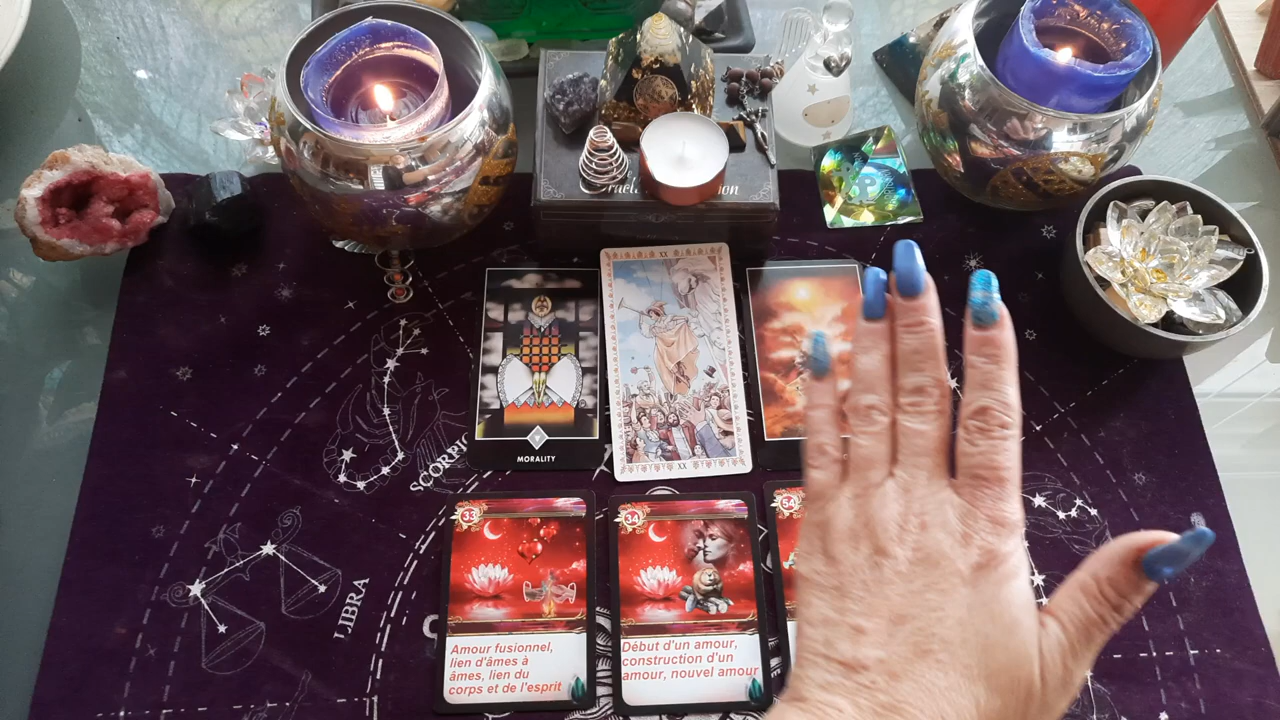 XX
V
MORALITY
XX
SCORPIO
LIBRA
33
Amour fusionnel,
lien d'âmes à
âmes, lien du
corps et de l'esprit
34
Début d'un amour,
construction d'un
amour, nouvel amour
54